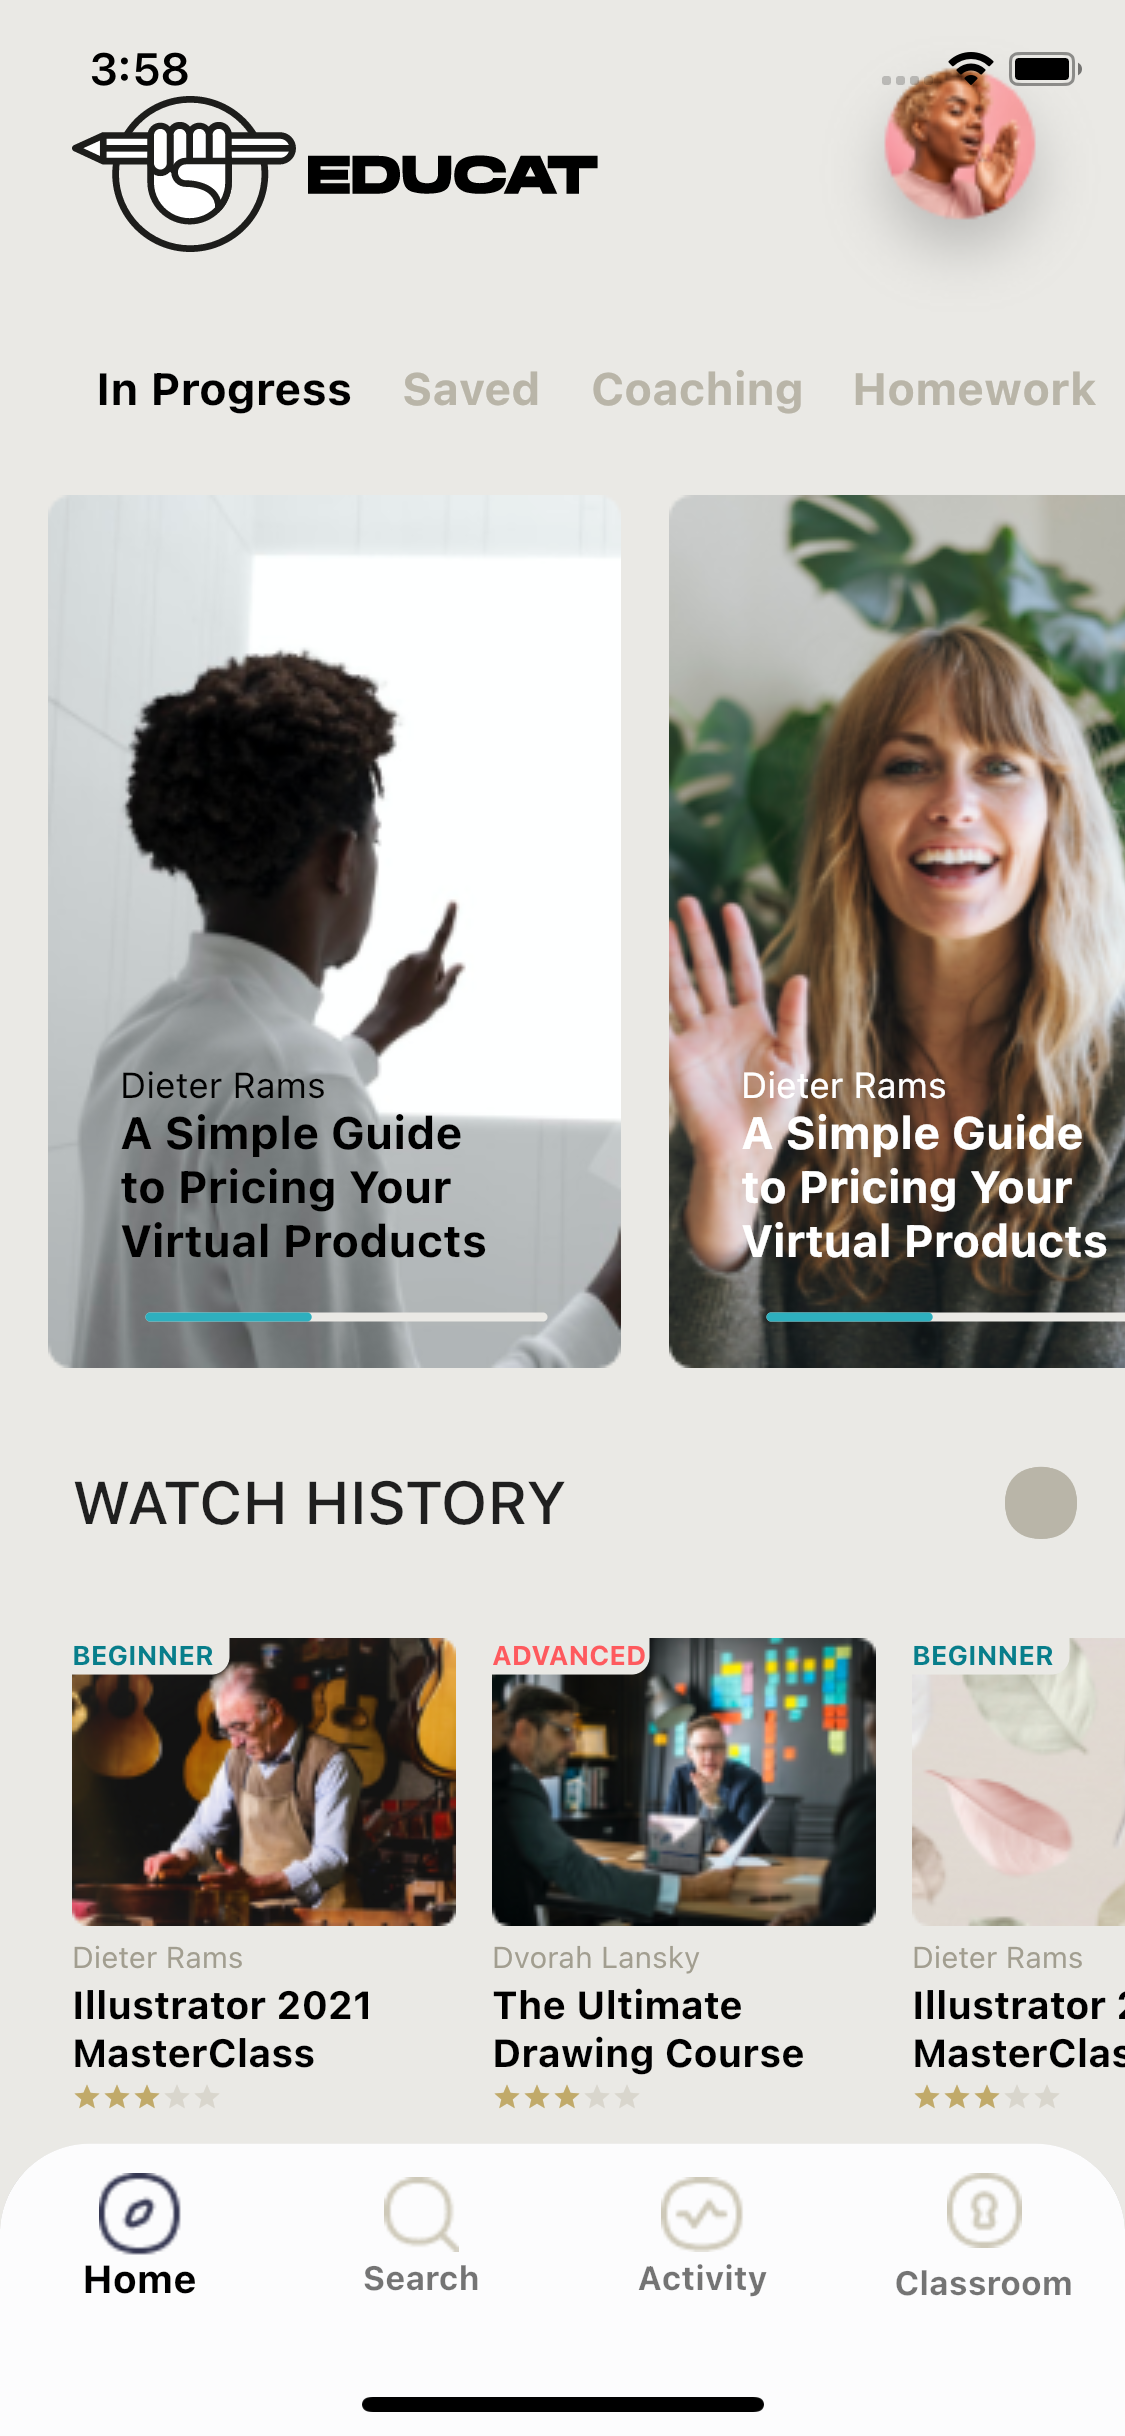 3:58
EDUCAT
In Progress Saved Coaching Homework
Dieter Rams
A Simple Guide
to Pricing Your
Virtual Products
Dieter Rams
A Simple Guide
to Pricing Your
Virtual Products
WATCH HISTORY
BEGINNER
Dieter Rams
Illustrator 2021
MasterClass
ADVANCED
Dvorah Lansky
The Ultimate
Drawing Course
BEGINNER
Dieter Rams
Illustrator 2
MasterClas
Home Search Activity Classroom